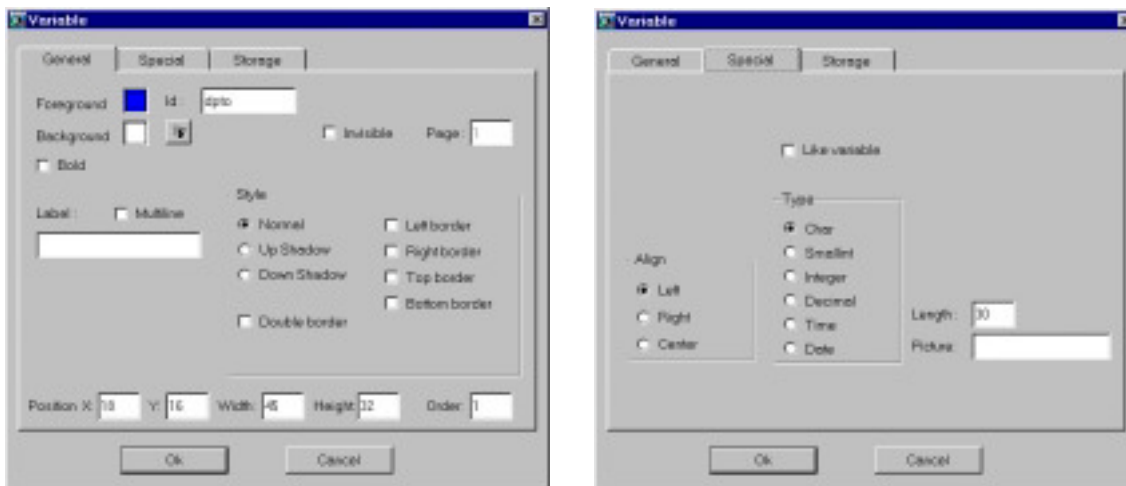 Variable
General Special Storage
Foreground Id : dpto
Background
Invisible Page : 1
Bold
Style
Label : Multiline
Normal Left border
Up Shadow Right border
Down Shadow Top border
Bottom border
Double border
Position X: 18 Y: 16 Width: 45 Height: 32 Order: 1
Ok Cancel
Variable
General Special Storage
Like variable
Type
Char
Smallint
Align
Integer
Left
Decimal
Length : 30
Right
Time
Center
Date
Picture:
Ok Cancel